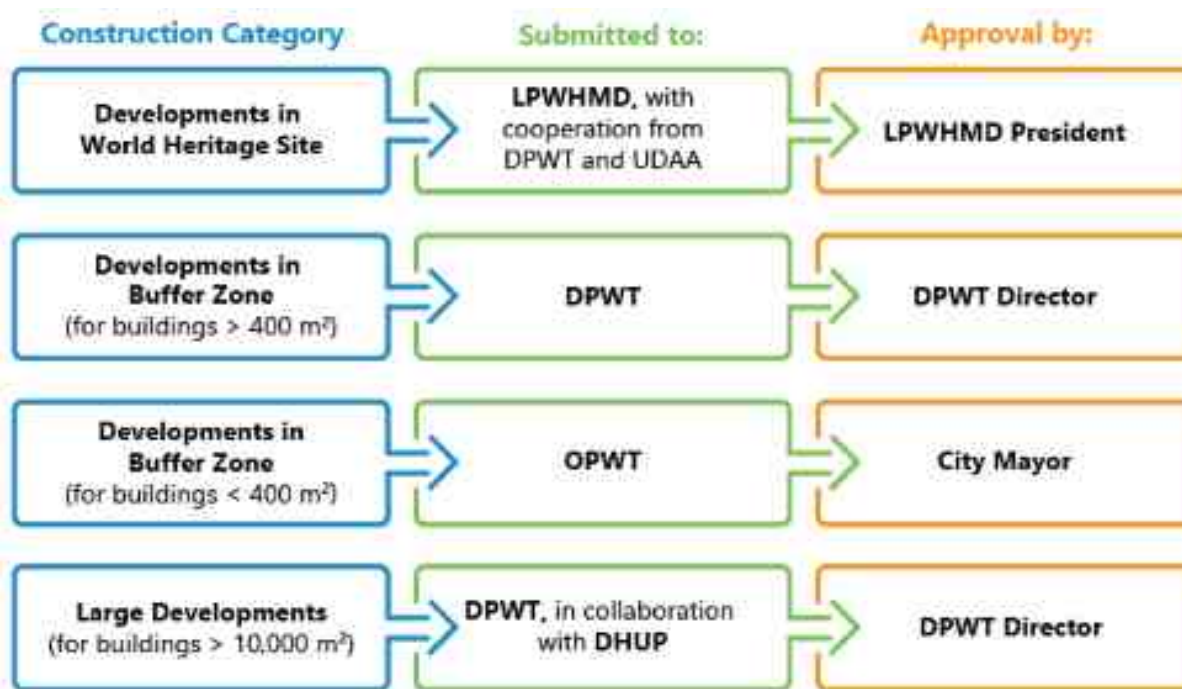 Construction Category
Submitted to:
Approval by:
Developments in
World Heritage Site
LPWHMD, with
cooperation from
DPWT and UDAA
LPWHMD President
Developments in
Buffer Zone
(for buildings > 400 m²)
DPWT
DPWT Director
Developments in
Buffer Zone
(for buildings < 400 m²)
OPWT
City Mayor
Large Developments
(for buildings > 10,000 m²)
DPWT, in collaboration
with DHUP
DPWT Director